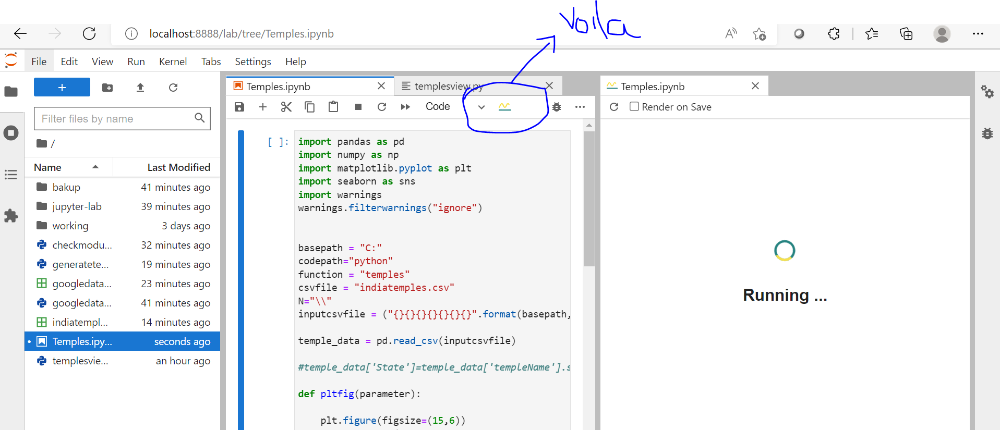 Voila
localhost:8888/lab/tree/Temples.ipynb
File Edit View Run Kernel Tabs Settings Help
Filter files by name
/
Name Last Modified
bakup 41 minutes ago
jupyter-lab 39 minutes ago
working 3 days ago
checkmodu... 32 minutes ago
generatete... 19 minutes ago
googledata... 23 minutes ago
googledata... 41 minutes ago
indiatempl... 14 minutes ago
Temples.ipy... seconds ago
templesvie... an hour ago
Temples.ipynb templesview.py
Code
[ ]:
import pandas as pd
import numpy as np
import matplotlib.pyplot as plt
import seaborn as sns
import warnings
warnings.filterwarnings("ignore")
basepath = "C:"
codepath="python"
function = "temples"
csvfile = "indiatemples.csv"
N="\\"
inputcsvfile = ("{}{}{}{}{}{}{}".format(basepath,
temple_data = pd.read_csv(inputcsvfile)
#temple_data['State']=temple_data['templeName'].s
def pltfig(parameter):
plt.figure(figsize=(15,6))
Temples.ipynb
Render on Save
Running ...